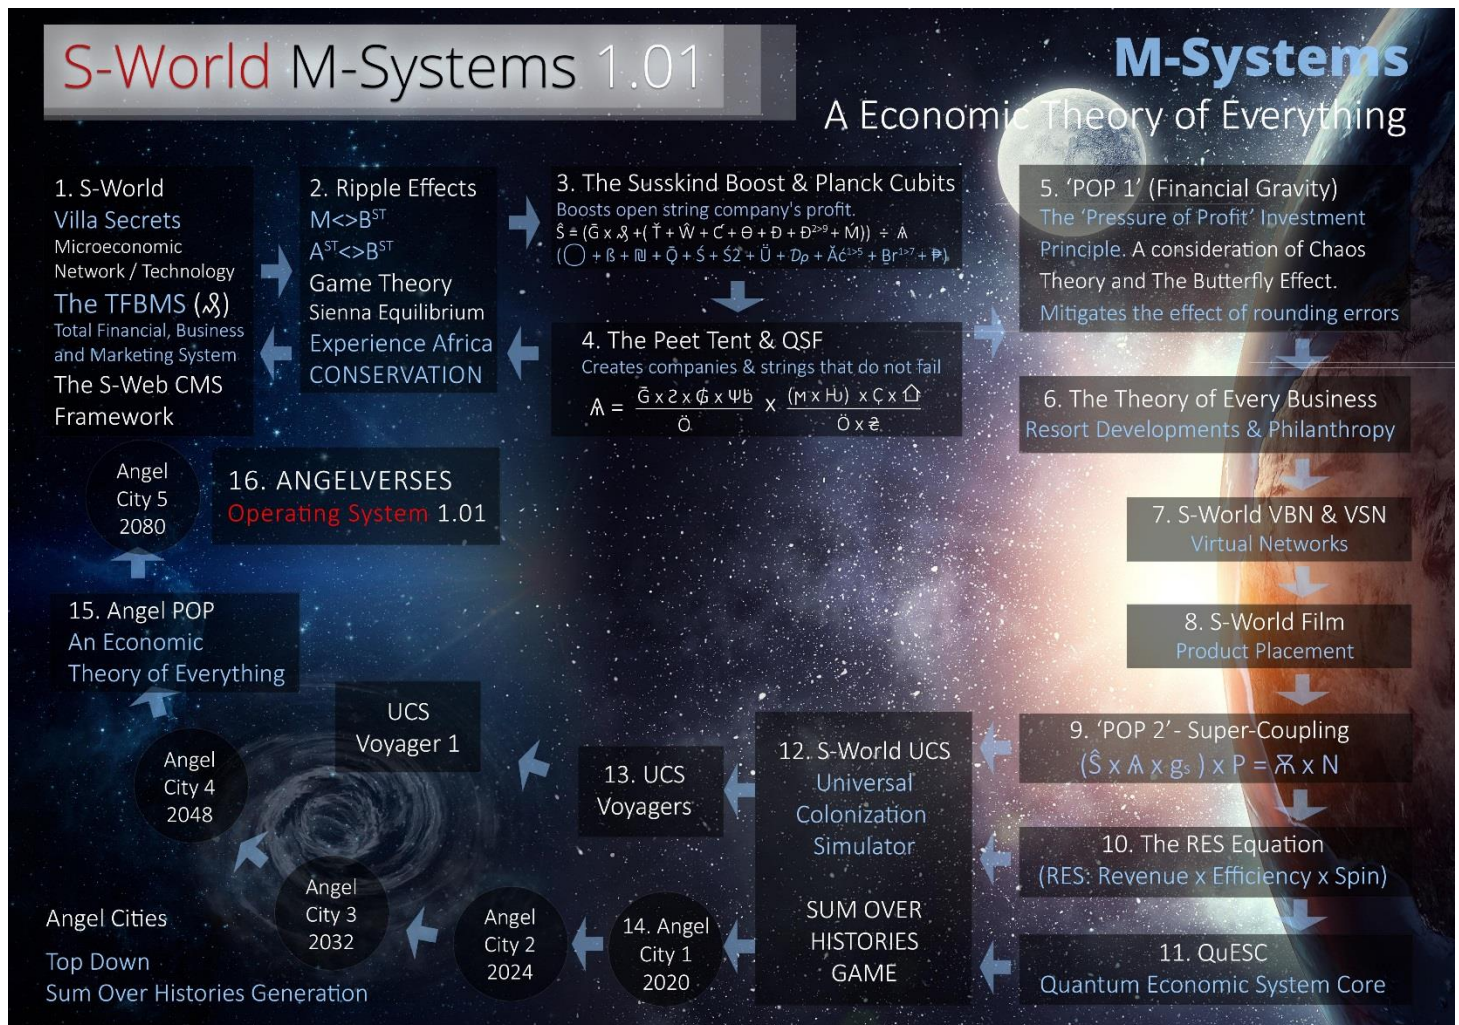 S-World M-Systems 1.01
M-Systems
A Economic Theory of Everything
1. S-World
Villa Secrets
Microeconomic
Network / Technology
The TFBMS
Total Financial, Business
and Marketing System
The S-Web CMS
Framework
2. Ripple Effects
M<>Bˢᵀ
Aˢᵀ<>Bˢᵀ
Game Theory
Sienna Equilibrium
Experience Africa
CONSERVATION
3. The Susskind Boost & Planck Cubits
Boosts open string company's profit.
4. The Peet Tent & QSF
Creates companies & strings that do not fail
5. ‘POP 1’ (Financial Gravity)
The ‘Pressure of Profit’ Investment
Principle. A consideration of Chaos
Theory and The Butterfly Effect.
Mitigates the effect of rounding errors
6. The Theory of Every Business
Resort Developments & Philanthropy
7. S-World VBN & VSN
Virtual Networks
8. S-World Film
Product Placement
9. ‘POP 2’- Super-Coupling
10. The RES Equation
(RES: Revenue x Efficiency x Spin)
11. QuESC
Quantum Economic System Core
12. S-World UCS
Universal
Colonization
Simulator
SUM OVER
HISTORIES
GAME
13. UCS
Voyagers
UCS
Voyager 1
14. Angel
City 1
2020
Angel
City 2
2024
Angel
City 3
2032
Angel
City 4
2048
15. Angel POP
An Economic
Theory of Everything
Angel
City 5
2080
16. ANGELVERSES
Operating System 1.01
Angel Cities
Top Down
Sum Over Histories Generation